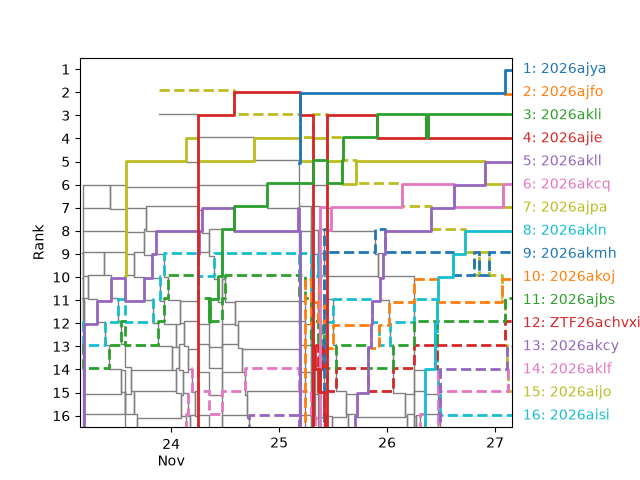 1
2
3
4
5
6
7
8
9
10
11
12
13
14
15
16
Rank
24
25
26
27
Nov
1: 2026ajya
2: 2026ajfo
3: 2026akli
4: 2026ajie
5: 2026akll
6: 2026akcq
7: 2026ajpa
8: 2026akln
9: 2026akmh
10: 2026akoj
11: 2026ajbs
12: ZTF26achvxi
13: 2026akcy
14: 2026aklf
15: 2026aijo
16: 2026aisi